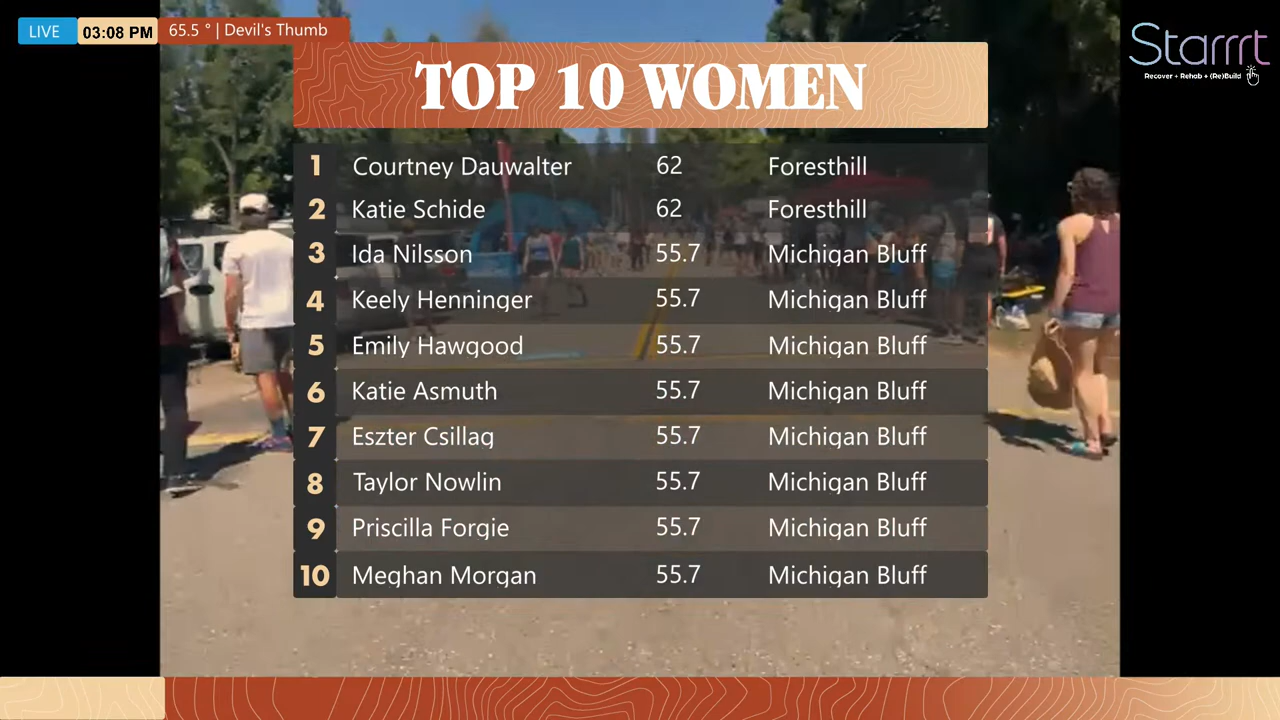 LIVE 03:08 PM 65.5 ° | Devil's Thumb
Starrrt
Recover + Rehab + (Re)Build
TOP 10 WOMEN
1 Courtney Dauwalter 62 Foresthill
2 Katie Schide 62 Foresthill
3 Ida Nilsson 55.7 Michigan Bluff
4 Keely Henninger 55.7 Michigan Bluff
5 Emily Hawgood 55.7 Michigan Bluff
6 Katie Asmuth 55.7 Michigan Bluff
7 Eszter Csillag 55.7 Michigan Bluff
8 Taylor Nowlin 55.7 Michigan Bluff
9 Priscilla Forgie 55.7 Michigan Bluff
10 Meghan Morgan 55.7 Michigan Bluff